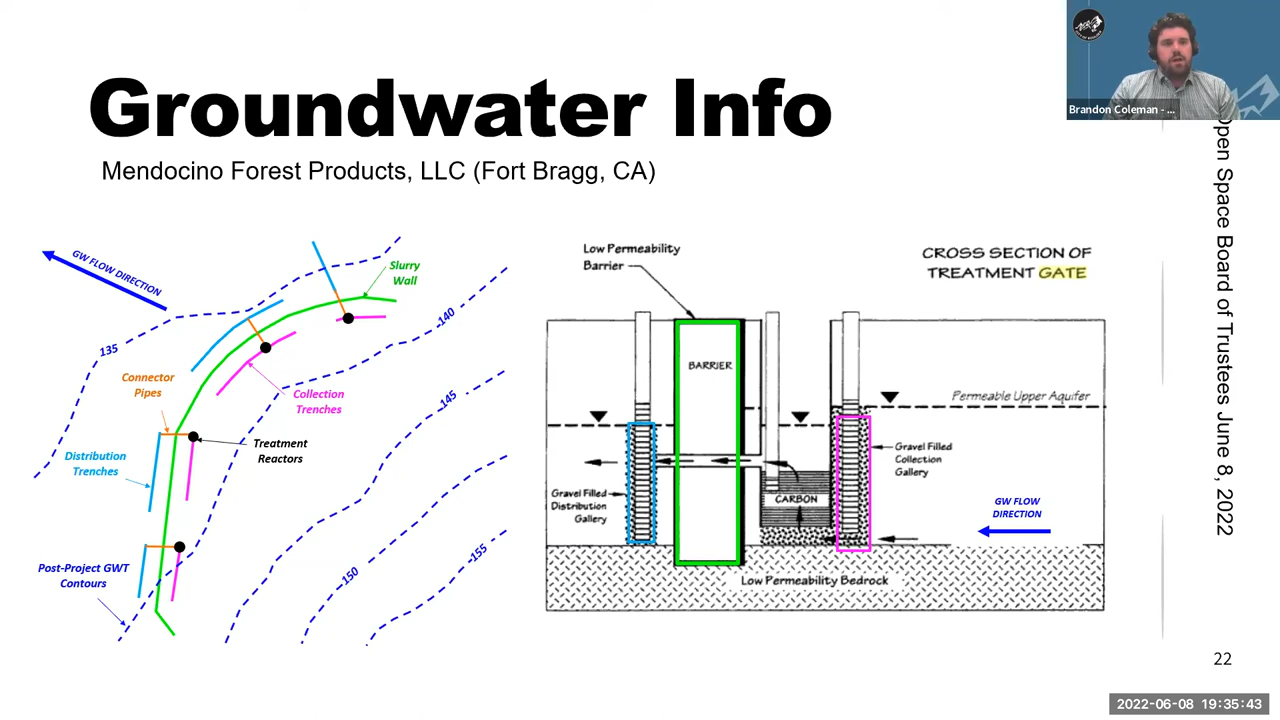 Groundwater Info
Mendocino Forest Products, LLC (Fort Bragg, CA)
Brandon Coleman - ...
Open Space Board of Trustees June 8, 2022
GW FLOW DIRECTION
Slurry
Wall
135
140
145
150
155
Connector
Pipes
Collection
Trenches
Distribution
Trenches
Treatment
Reactors
Post-Project GWT
Contours
Low Permeability
Barrier
CROSS SECTION OF
TREATMENT GATE
BARRIER
Permeable Upper Aquifer
Gravel Filled
Collection
Gallery
Gravel Filled
Distribution
Gallery
CARBON
GW FLOW
DIRECTION
Low Permeability Bedrock
22
2022-06-08 19:35:43